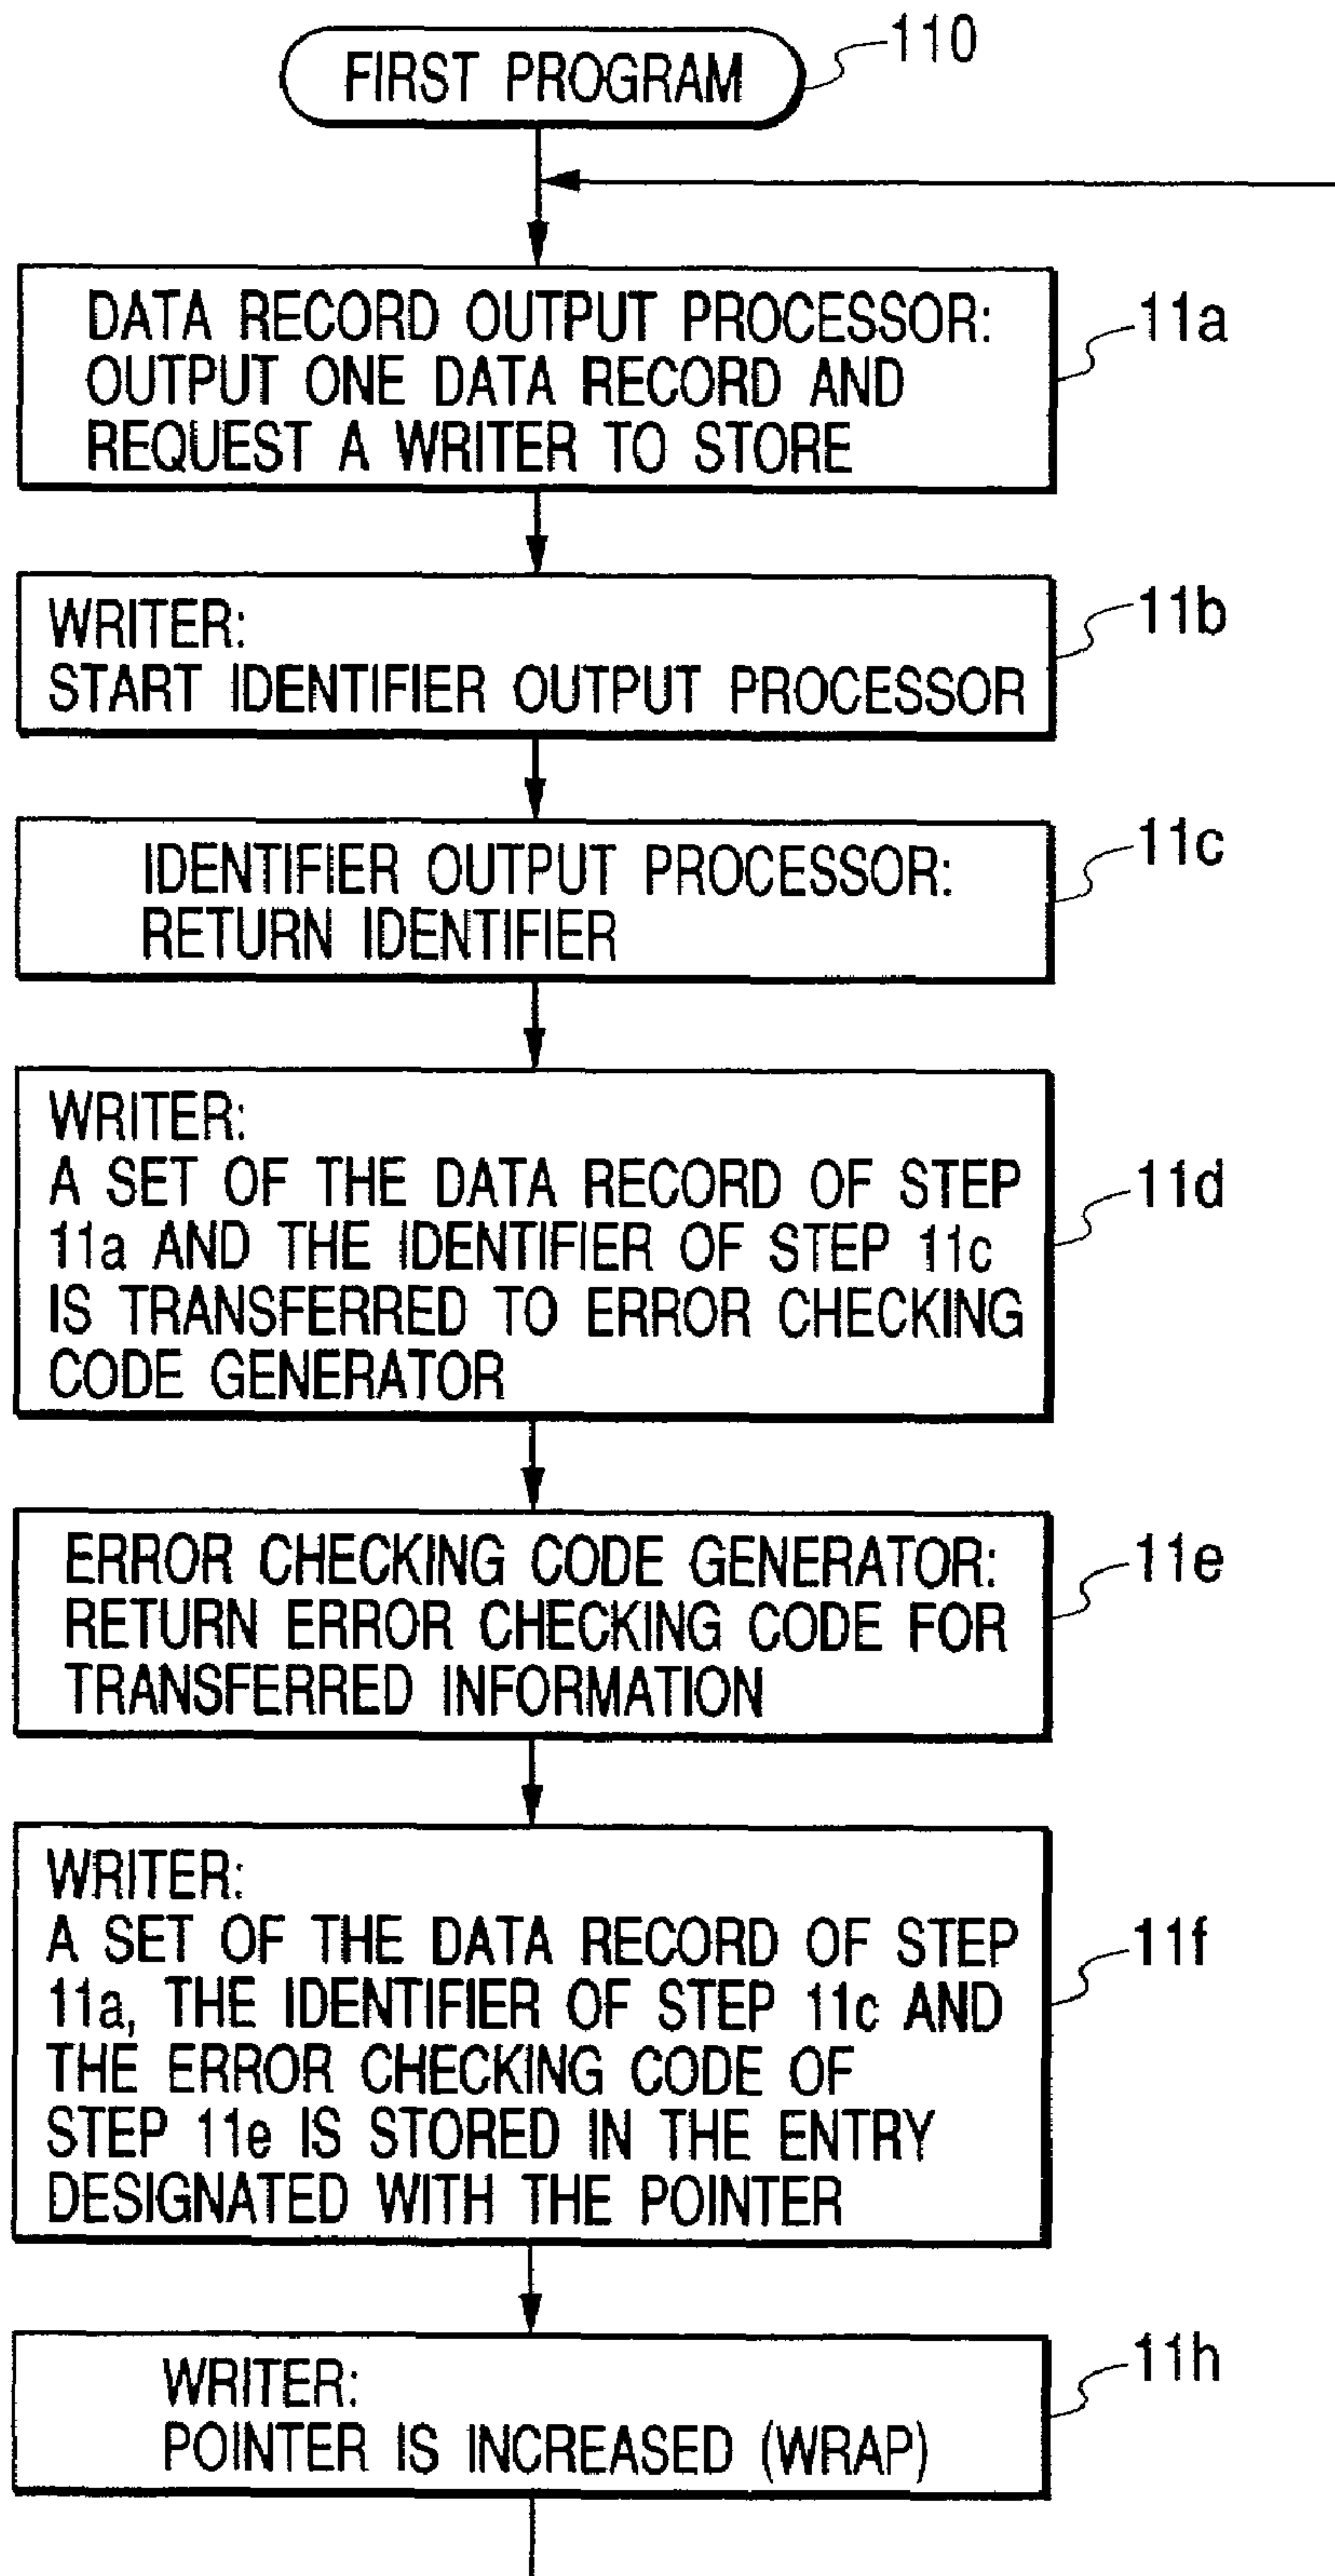 FIRST PROGRAM
110
DATA RECORD OUTPUT PROCESSOR:
OUTPUT ONE DATA RECORD AND
REQUEST A WRITER TO STORE
11a
WRITER:
START IDENTIFIER OUTPUT PROCESSOR
11b
IDENTIFIER OUTPUT PROCESSOR:
RETURN IDENTIFIER
11c
WRITER:
A SET OF THE DATA RECORD OF STEP
11a AND THE IDENTIFIER OF STEP 11c
IS TRANSFERRED TO ERROR CHECKING
CODE GENERATOR
11d
ERROR CHECKING CODE GENERATOR:
RETURN ERROR CHECKING CODE FOR
TRANSFERRED INFORMATION
11e
WRITER:
A SET OF THE DATA RECORD OF STEP
11a, THE IDENTIFIER OF STEP 11c AND
THE ERROR CHECKING CODE OF
STEP 11e IS STORED IN THE ENTRY
DESIGNATED WITH THE POINTER
11f
WRITER:
POINTER IS INCREASED (WRAP)
11h